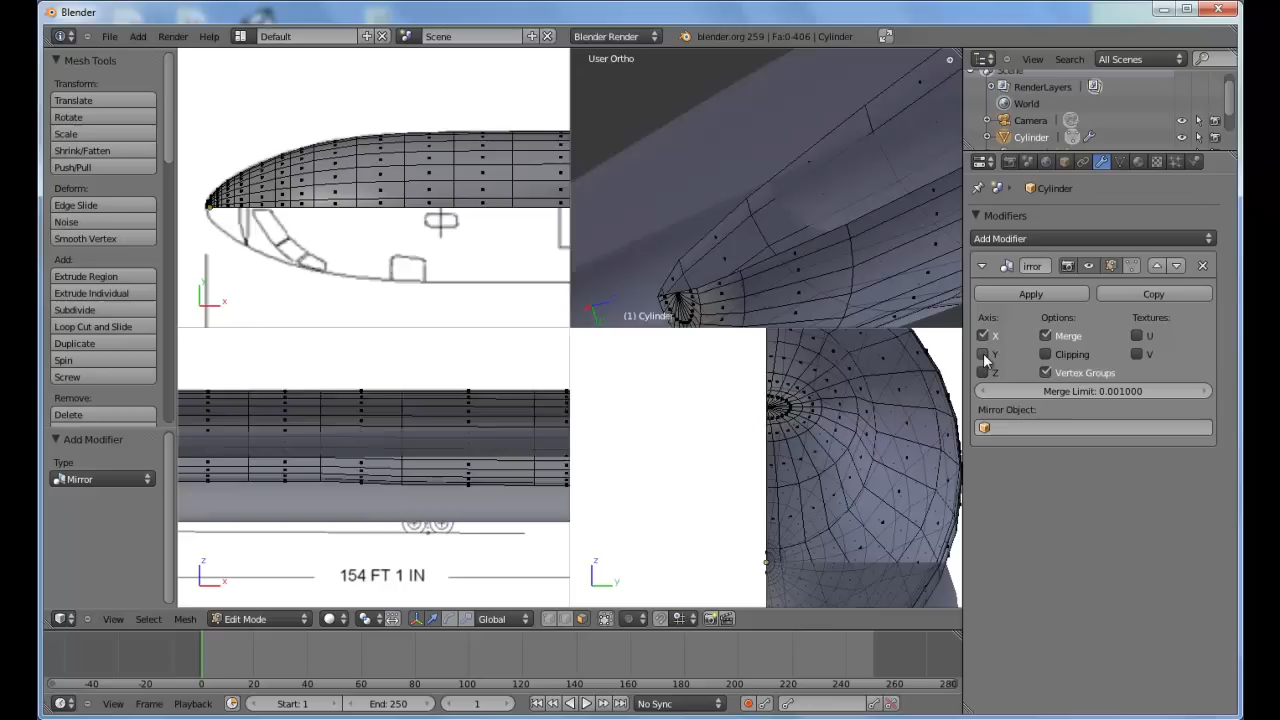 Blender
File Add Render Help Default Scene Blender Render blender.org 259 | Fa:0-406 | Cylinder
Mesh Tools
Transform:
Translate
Rotate
Scale
Shrink/Fatten
Push/Pull
Deform:
Edge Slide
Noise
Smooth Vertex
Add:
Extrude Region
Extrude Individual
Subdivide
Loop Cut and Slide
Duplicate
Spin
Screw
Remove:
Delete
Add Modifier
Type
Mirror
y
x
User Ortho
(1) Cylinder
z
x
154 FT 1 IN
z
y
View Search All Scenes
Scene
RenderLayers
World
Camera
Cylinder
Cylinder
Modifiers
Add Modifier
irror
Apply Copy
Axis: Options: Textures:
X Merge U
Y Clipping V
Z Vertex Groups
Merge Limit: 0.001000
Mirror Object:
View Select Mesh Edit Mode Global
-40 -20 0 20 40 60 80 100 120 140 160 180 200 220 240 260 280
View Frame Playback Start: 1 End: 250 1 No Sync